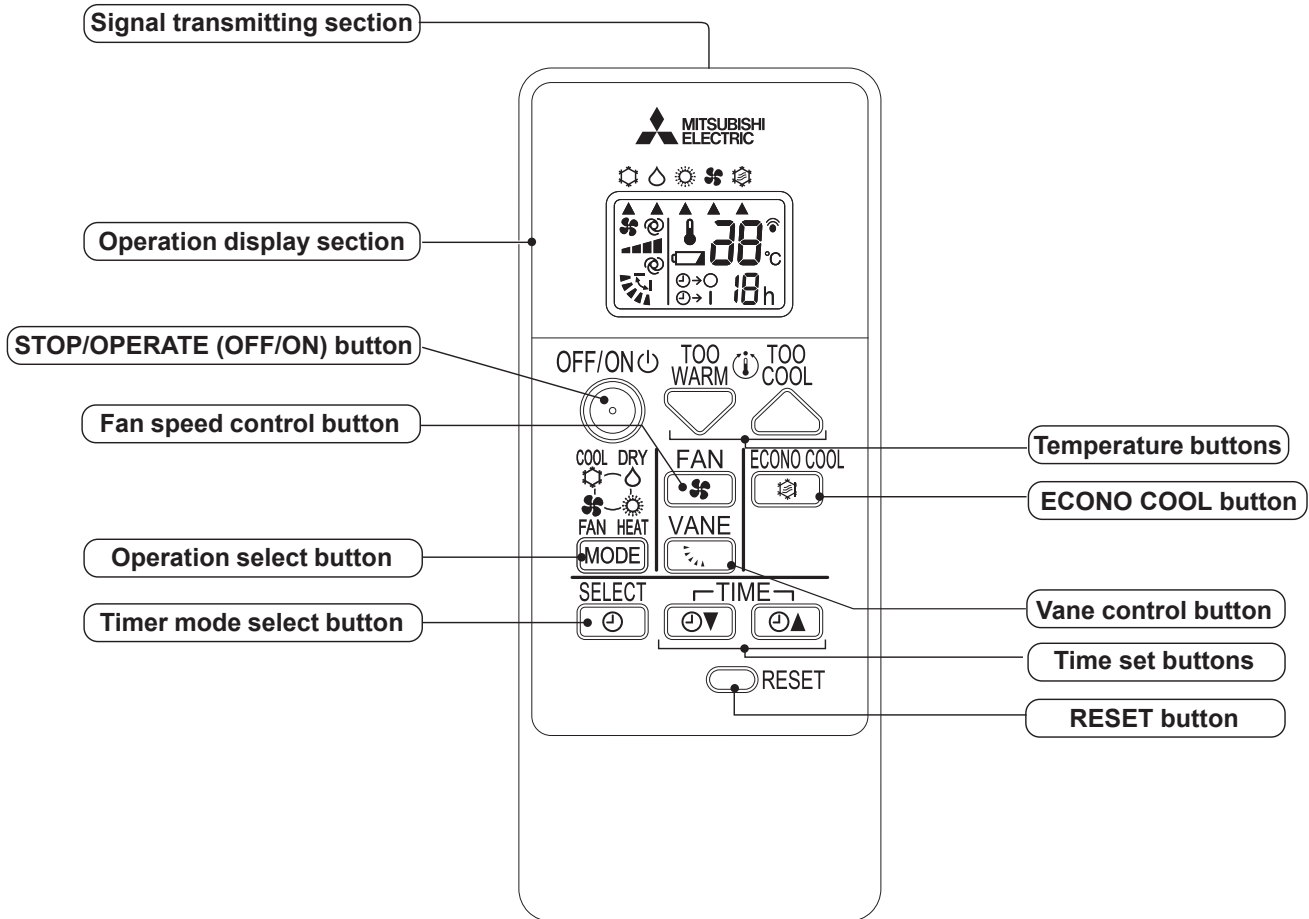 Signal transmitting section
MITSUBISHI
ELECTRIC
Operation display section
88
℃
18h
STOP/OPERATE (OFF/ON) button
OFF/ON
TOO
WARM
TOO
COOL
Fan speed control button
Temperature buttons
COOL DRY
FAN
ECONO COOL
ECONO COOL button
FAN HEAT
VANE
Operation select button
MODE
SELECT
TIME
Vane control button
Timer mode select button
Time set buttons
RESET
RESET button